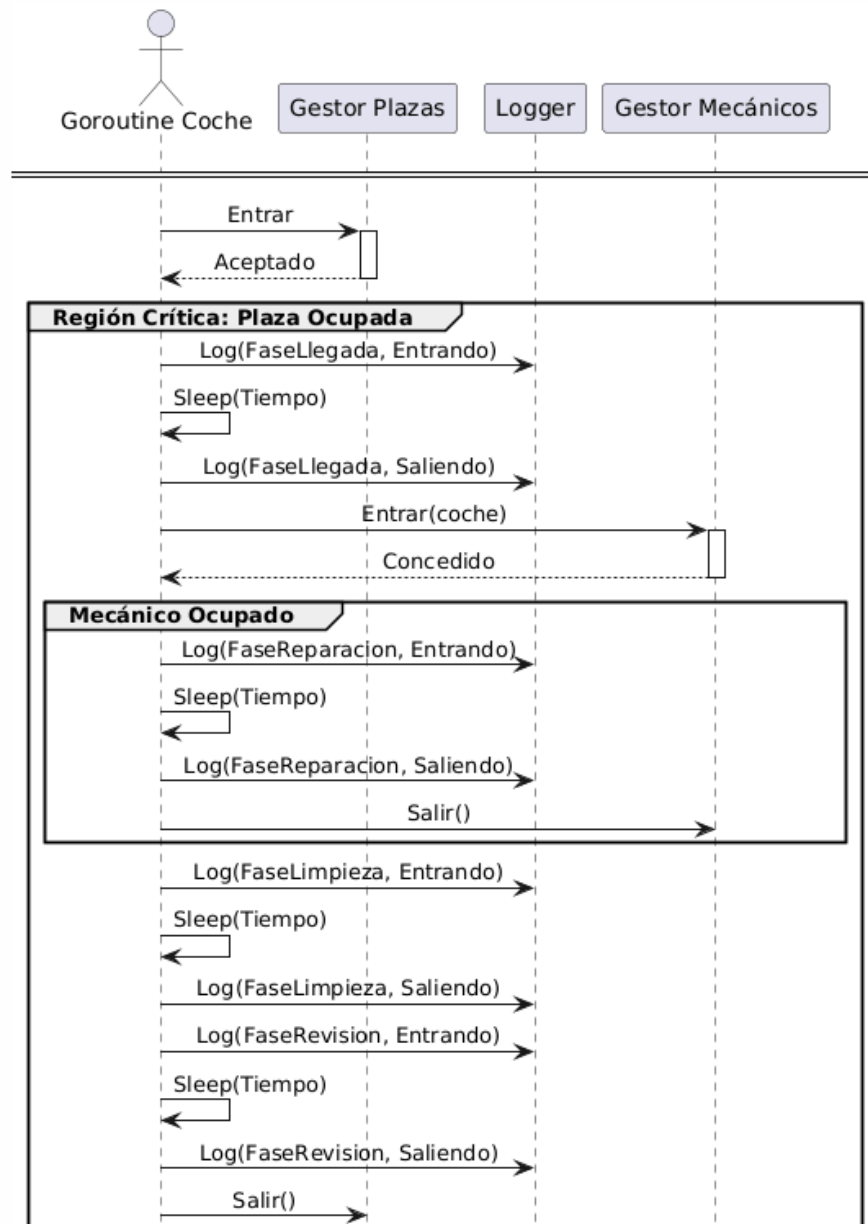 Goroutine Coche
Gestor Plazas
Logger
Gestor Mecánicos
Entrar
Aceptado
Región Crítica: Plaza Ocupada
Log(FaseLlegada, Entrando)
Sleep(Tiempo)
Log(FaseLlegada, Saliendo)
Entrar(coche)
Concedido
Mecánico Ocupado
Log(FaseReparacion, Entrando)
Sleep(Tiempo)
Log(FaseReparacion, Saliendo)
Salir()
Log(FaseLimpieza, Entrando)
Sleep(Tiempo)
Log(FaseLimpieza, Saliendo)
Log(FaseRevision, Entrando)
Sleep(Tiempo)
Log(FaseRevision, Saliendo)
Salir()